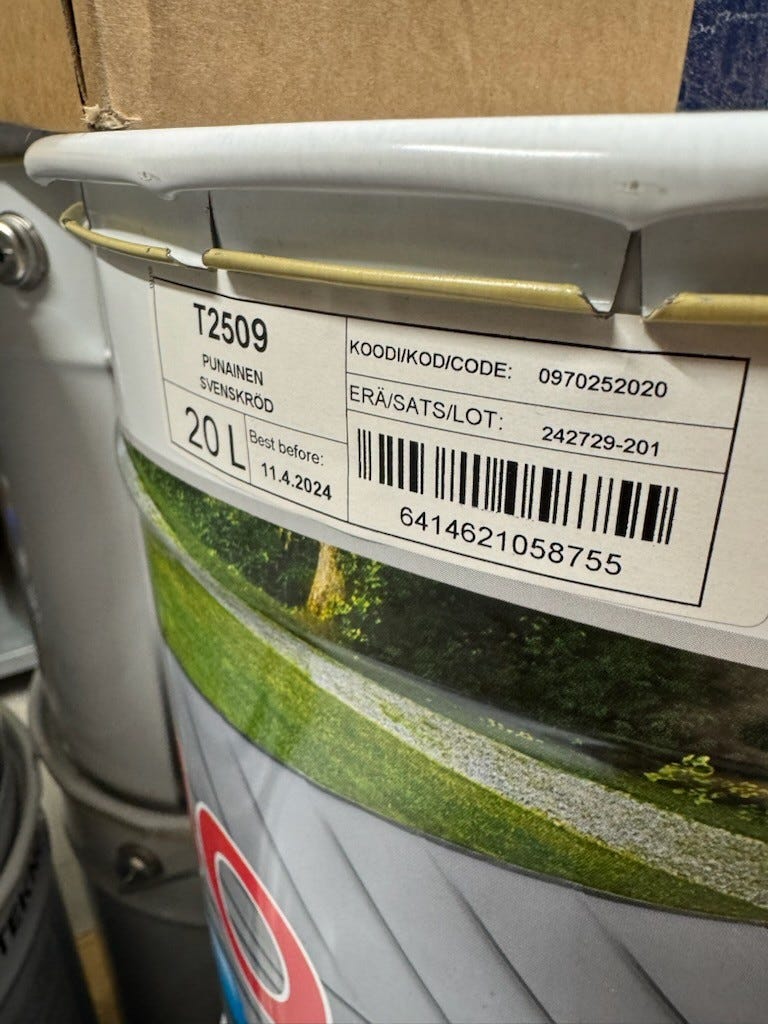 T2509
PUNAINEN
SVENSKRÖD
20 L
Best before:
11.4.2024
KOODI/KOD/CODE: 0970252020
ERÄ/SATS/LOT: 242729-201
6414621058755